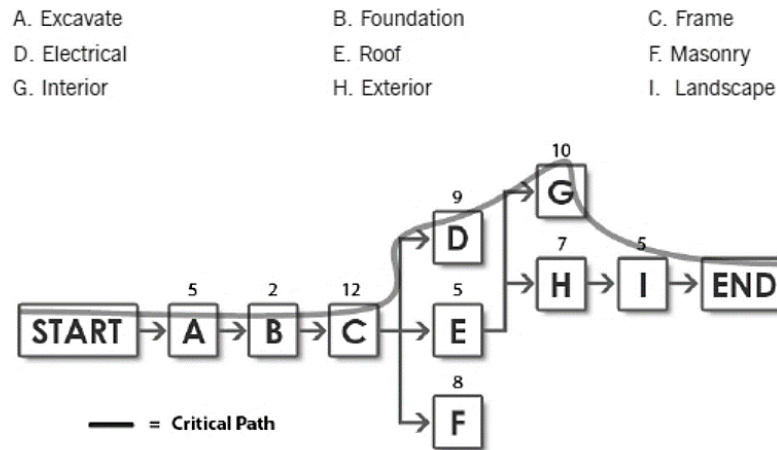 A. Excavate B. Foundation C. Frame
D. Electrical E. Roof F. Masonry
G. Interior H. Exterior I. Landscape
10
G
9
D
7 5
H I END
5 2 12 5
START A B C E
8
F
= Critical Path